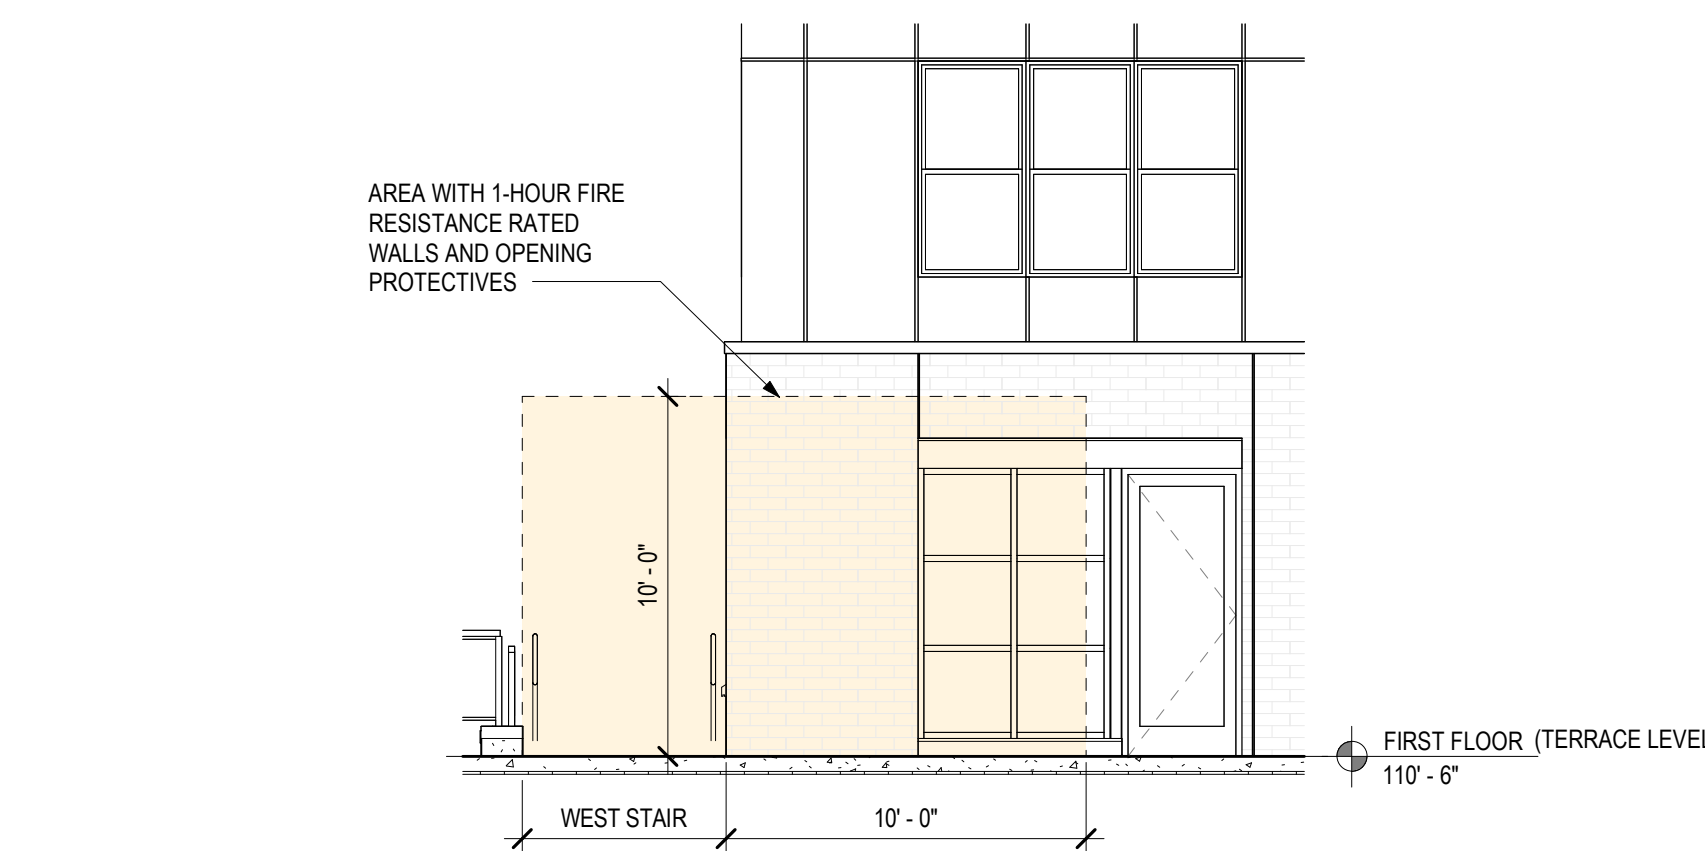 AREA WITH 1-HOUR FIRE
RESISTANCE RATED
WALLS AND OPENING
PROTECTIVES
10' - 0"
FIRST FLOOR (TERRACE LEVEL
110' - 6"
WEST STAIR
10' - 0"